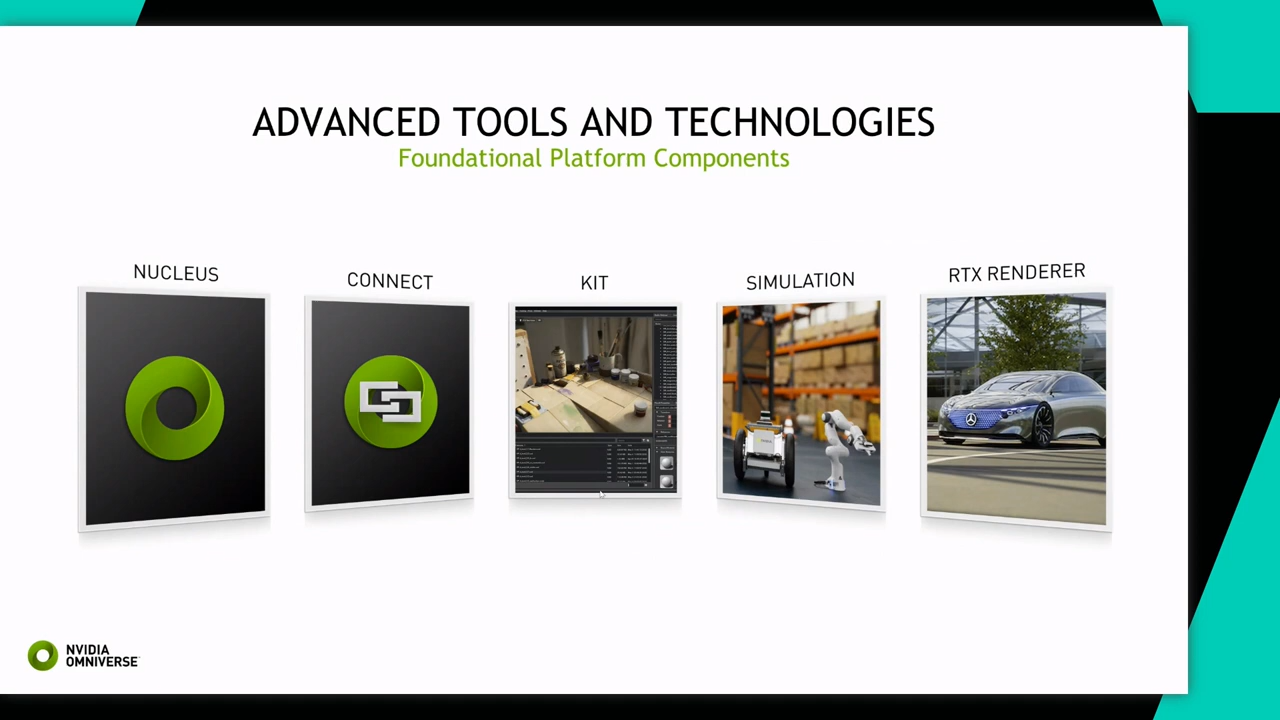 ADVANCED TOOLS AND TECHNOLOGIES
Foundational Platform Components
NUCLEUS
CONNECT
KIT
SIMULATION
RTX RENDERER
NVIDIA
OMNIVERSE